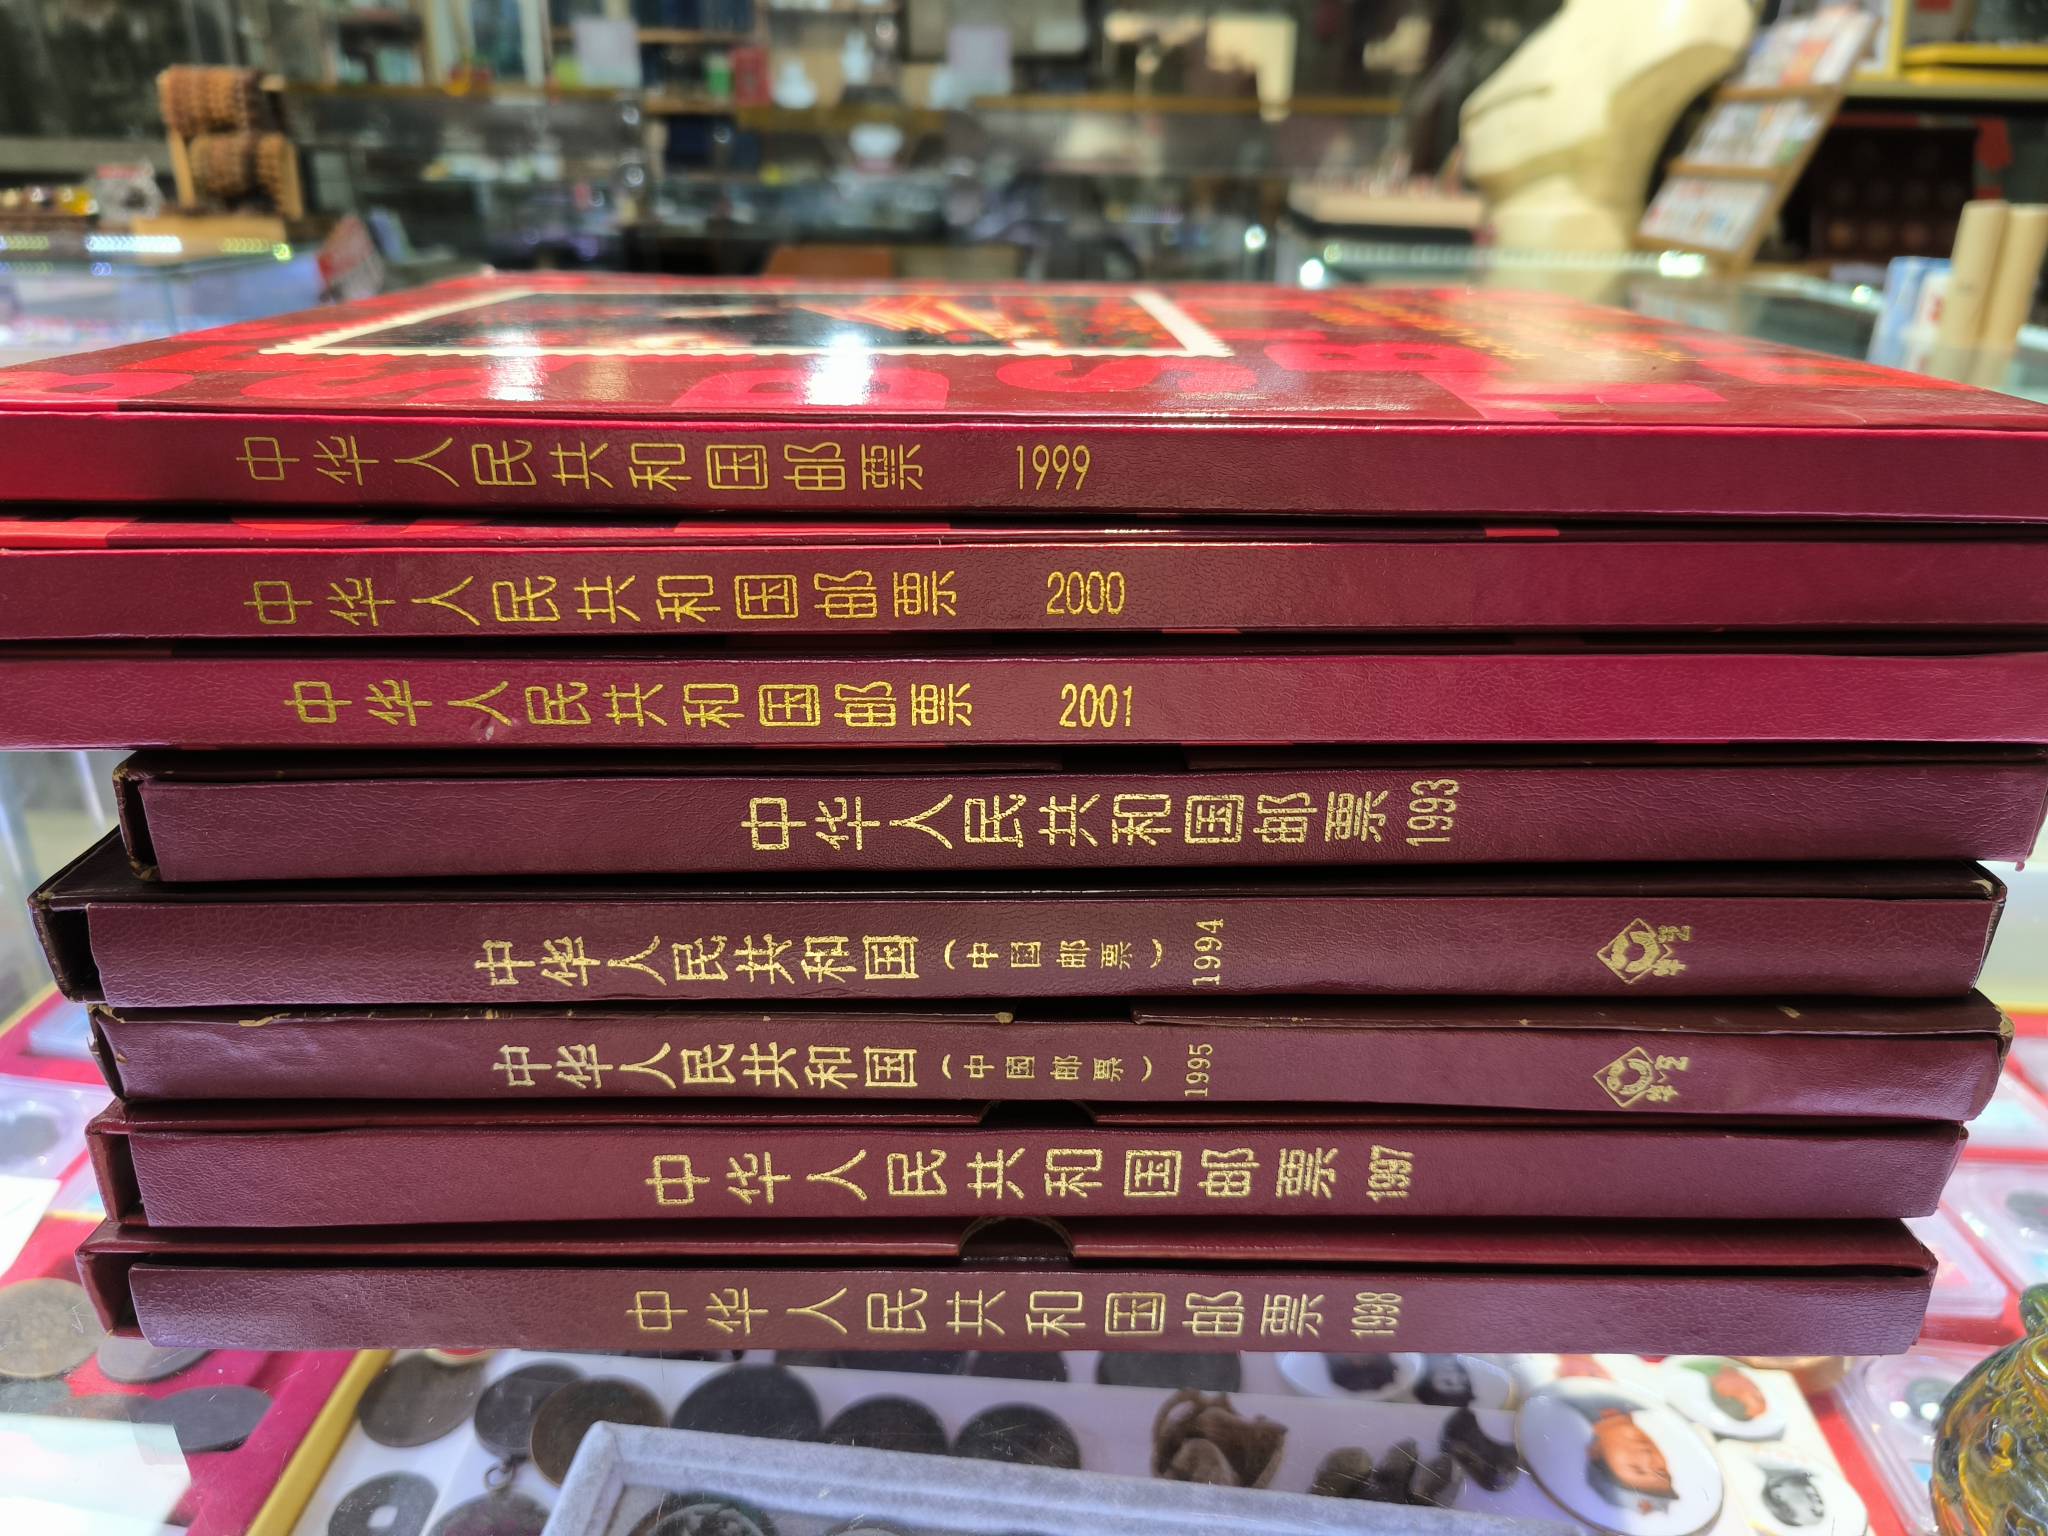 中华人民共和国邮票 1999
中华人民共和国邮票 2000
中华人民共和国邮票 2001
中华人民共和国邮票 1993
中华人民共和国(中国邮票)1994
中华人民共和国(中国邮票)1995
中华人民共和国邮票 1997
中华人民共和国邮票 1998